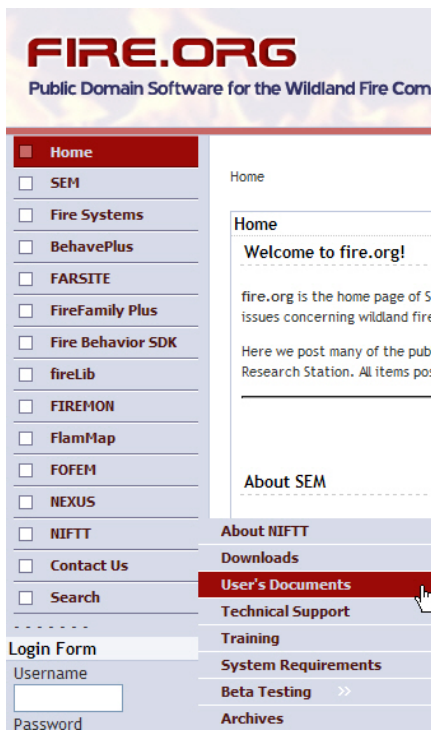 FIRE.ORG
Public Domain Software for the Wildland Fire Com
Home
SEM
Fire Systems
BehavePlus
FARSITE
FireFamily Plus
Fire Behavior SDK
fireLib
FIREMON
FlamMap
FOFEM
NEXUS
NIFTT
Contact Us
Search
Login Form
Username
Password
Home
Home
Welcome to fire.org!
fire.org is the home page of S
issues concerning wildland fire
Here we post many of the pub
Research Station. All items pos
About SEM
About NIFTT
Downloads
User's Documents
Technical Support
Training
System Requirements
Beta Testing >>
Archives